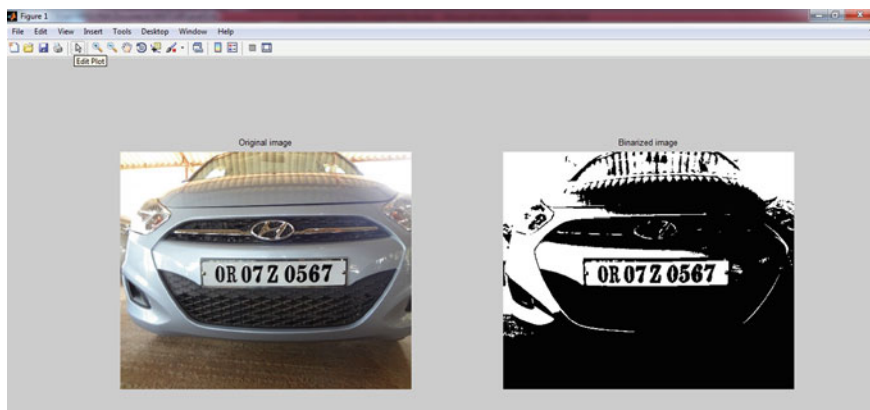 Figure 1
File Edit View Insert Tools Desktop Window Help
Edit Plot
Original image
Binarized image
OR 07 Z 0567
OR 07 Z 0567